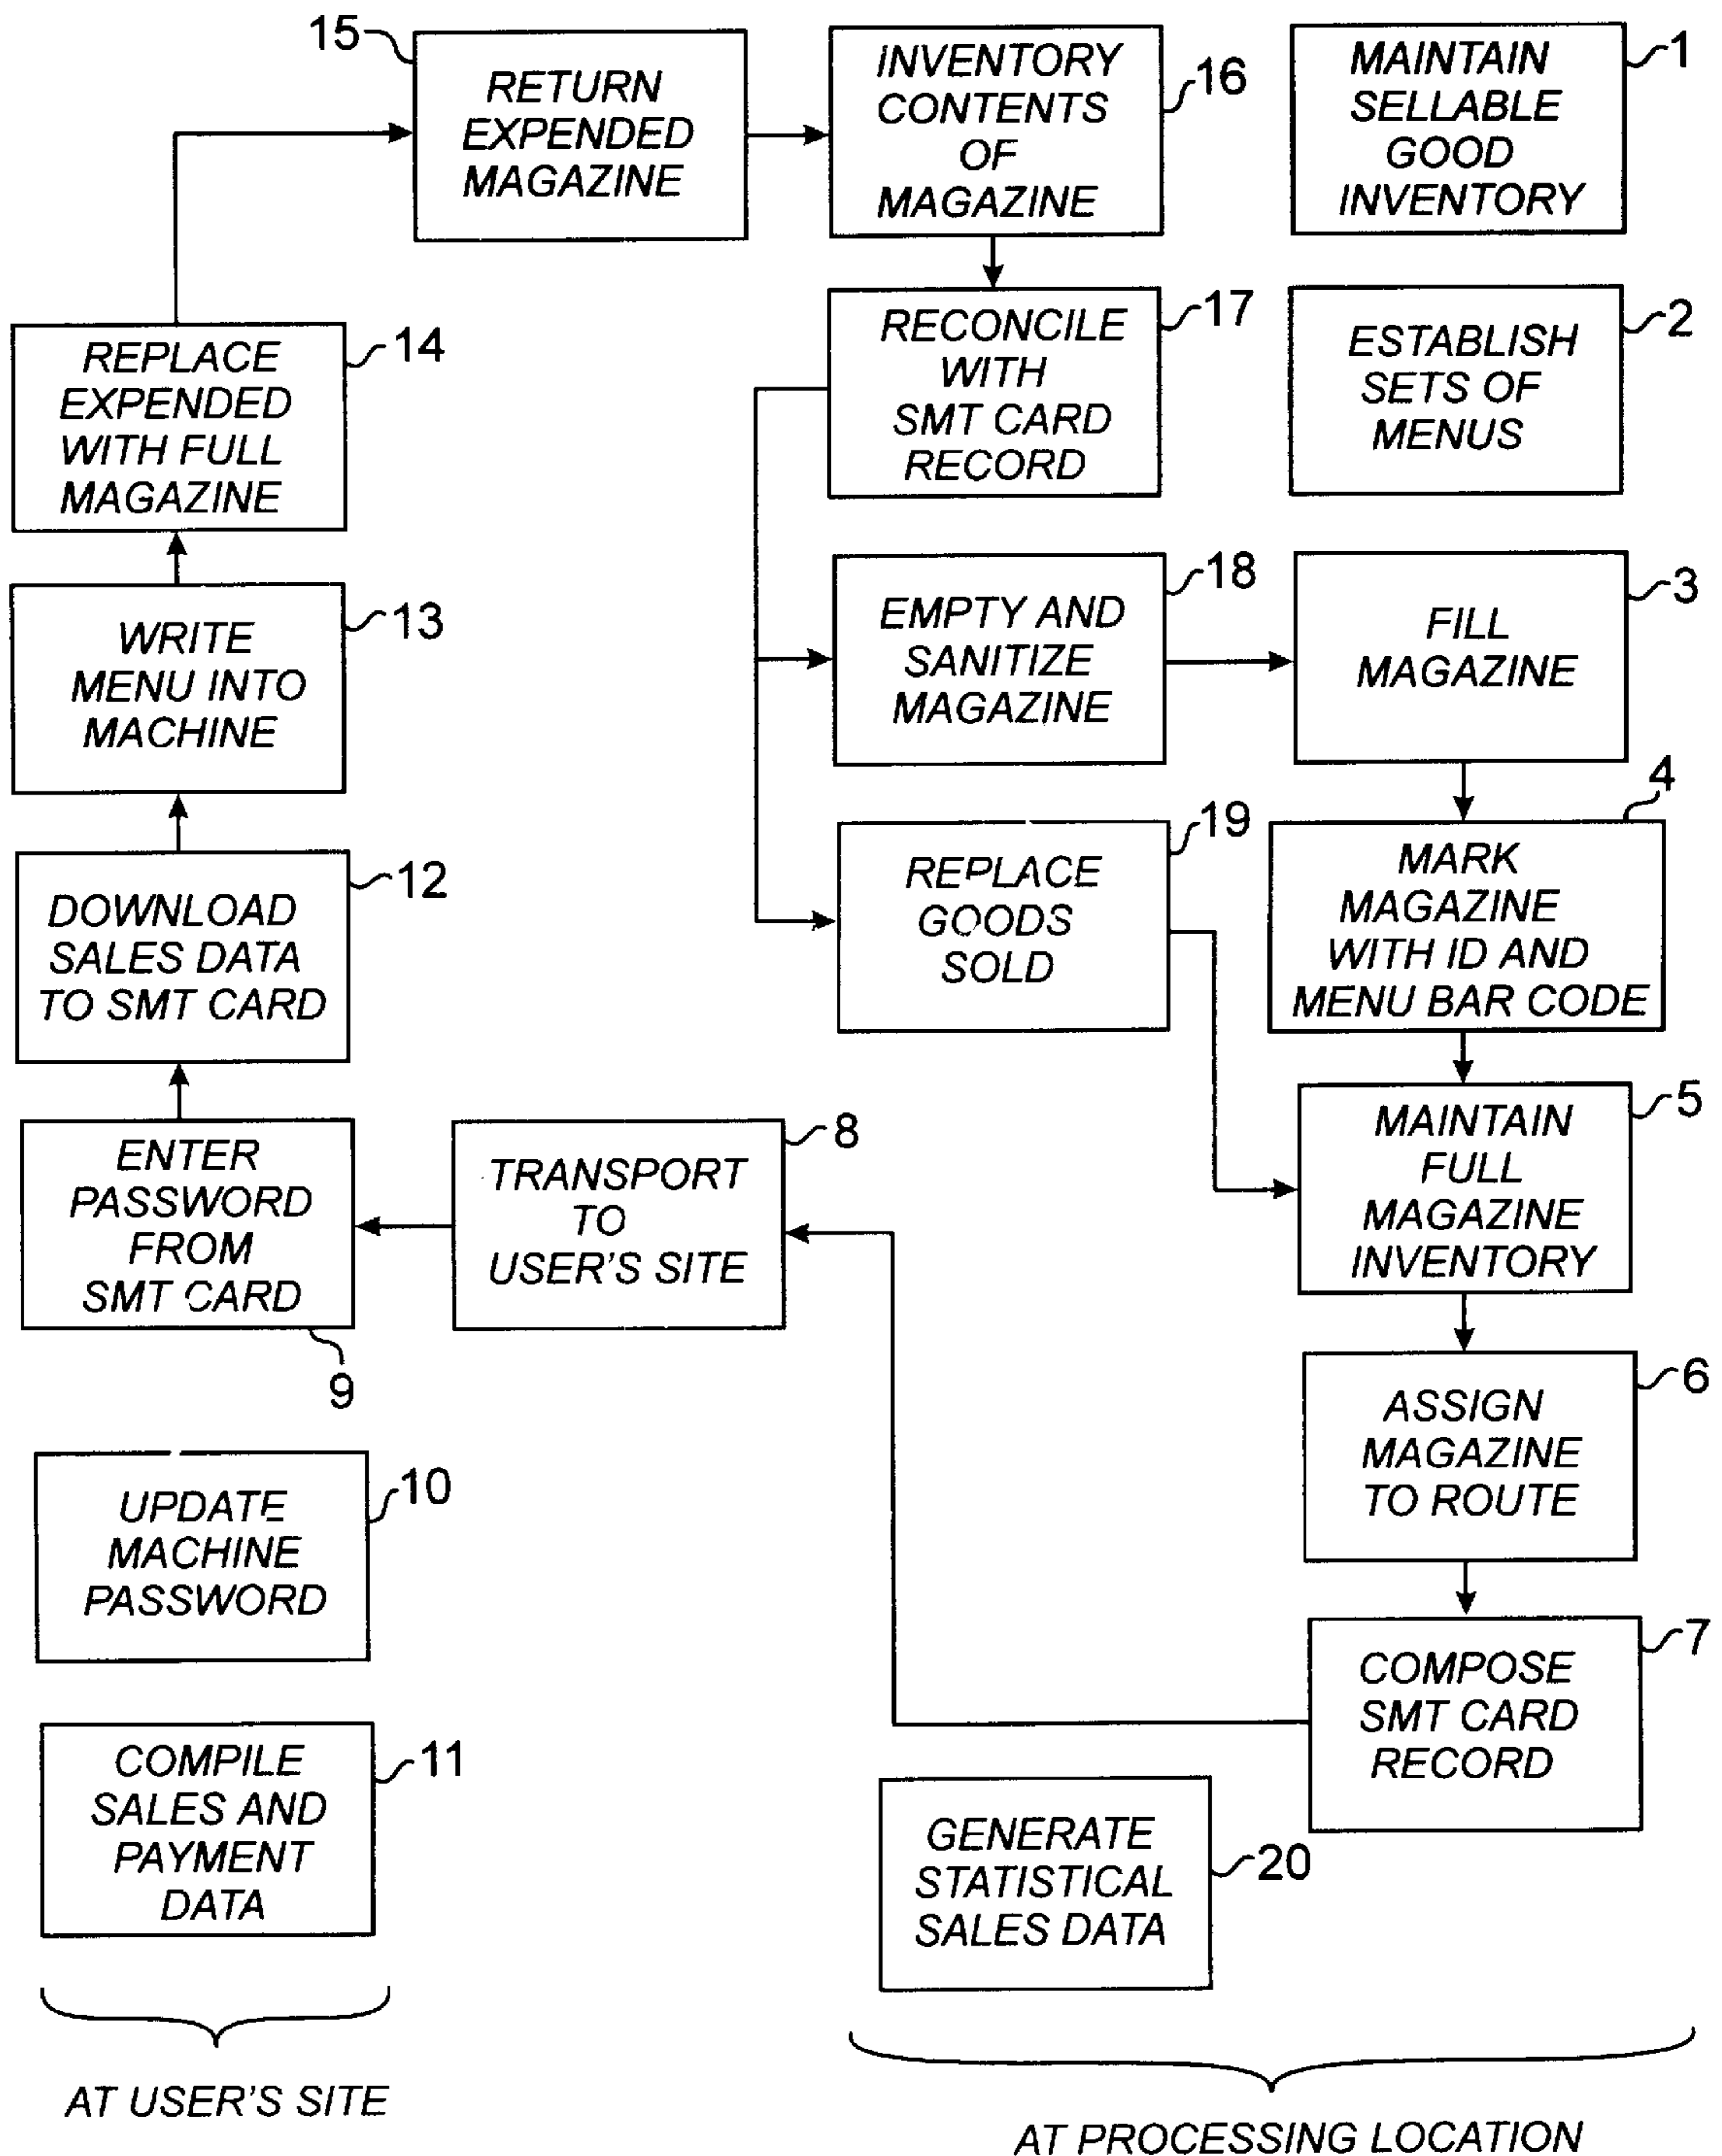 15
RETURN
EXPENDED
MAGAZINE
INVENTORY
CONTENTS
OF
MAGAZINE
16
MAINTAIN
SELLABLE
GOOD
INVENTORY
1
REPLACE
EXPENDED
WITH FULL
MAGAZINE
14
RECONCILE
WITH
SMT CARD
RECORD
17
ESTABLISH
SETS OF
MENUS
2
WRITE
MENU INTO
MACHINE
13
EMPTY AND
SANITIZE
MAGAZINE
18
FILL
MAGAZINE
3
DOWNLOAD
SALES DATA
TO SMT CARD
12
REPLACE
GOODS
SOLD
19
MARK
MAGAZINE
WITH ID AND
MENU BAR CODE
4
ENTER
PASSWORD
FROM
SMT CARD
9
TRANSPORT
TO
USER'S SITE
8
MAINTAIN
FULL
MAGAZINE
INVENTORY
5
ASSIGN
MAGAZINE
TO ROUTE
6
UPDATE
MACHINE
PASSWORD
10
COMPOSE
SMT CARD
RECORD
7
COMPILE
SALES AND
PAYMENT
DATA
11
GENERATE
STATISTICAL
SALES DATA
20
AT USER'S SITE
AT PROCESSING LOCATION